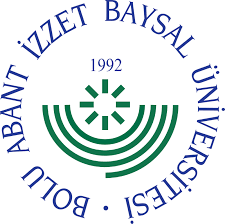 BOLU ABANT İZZET BAYSAL ÜNİVERSİTESİ ·
1992